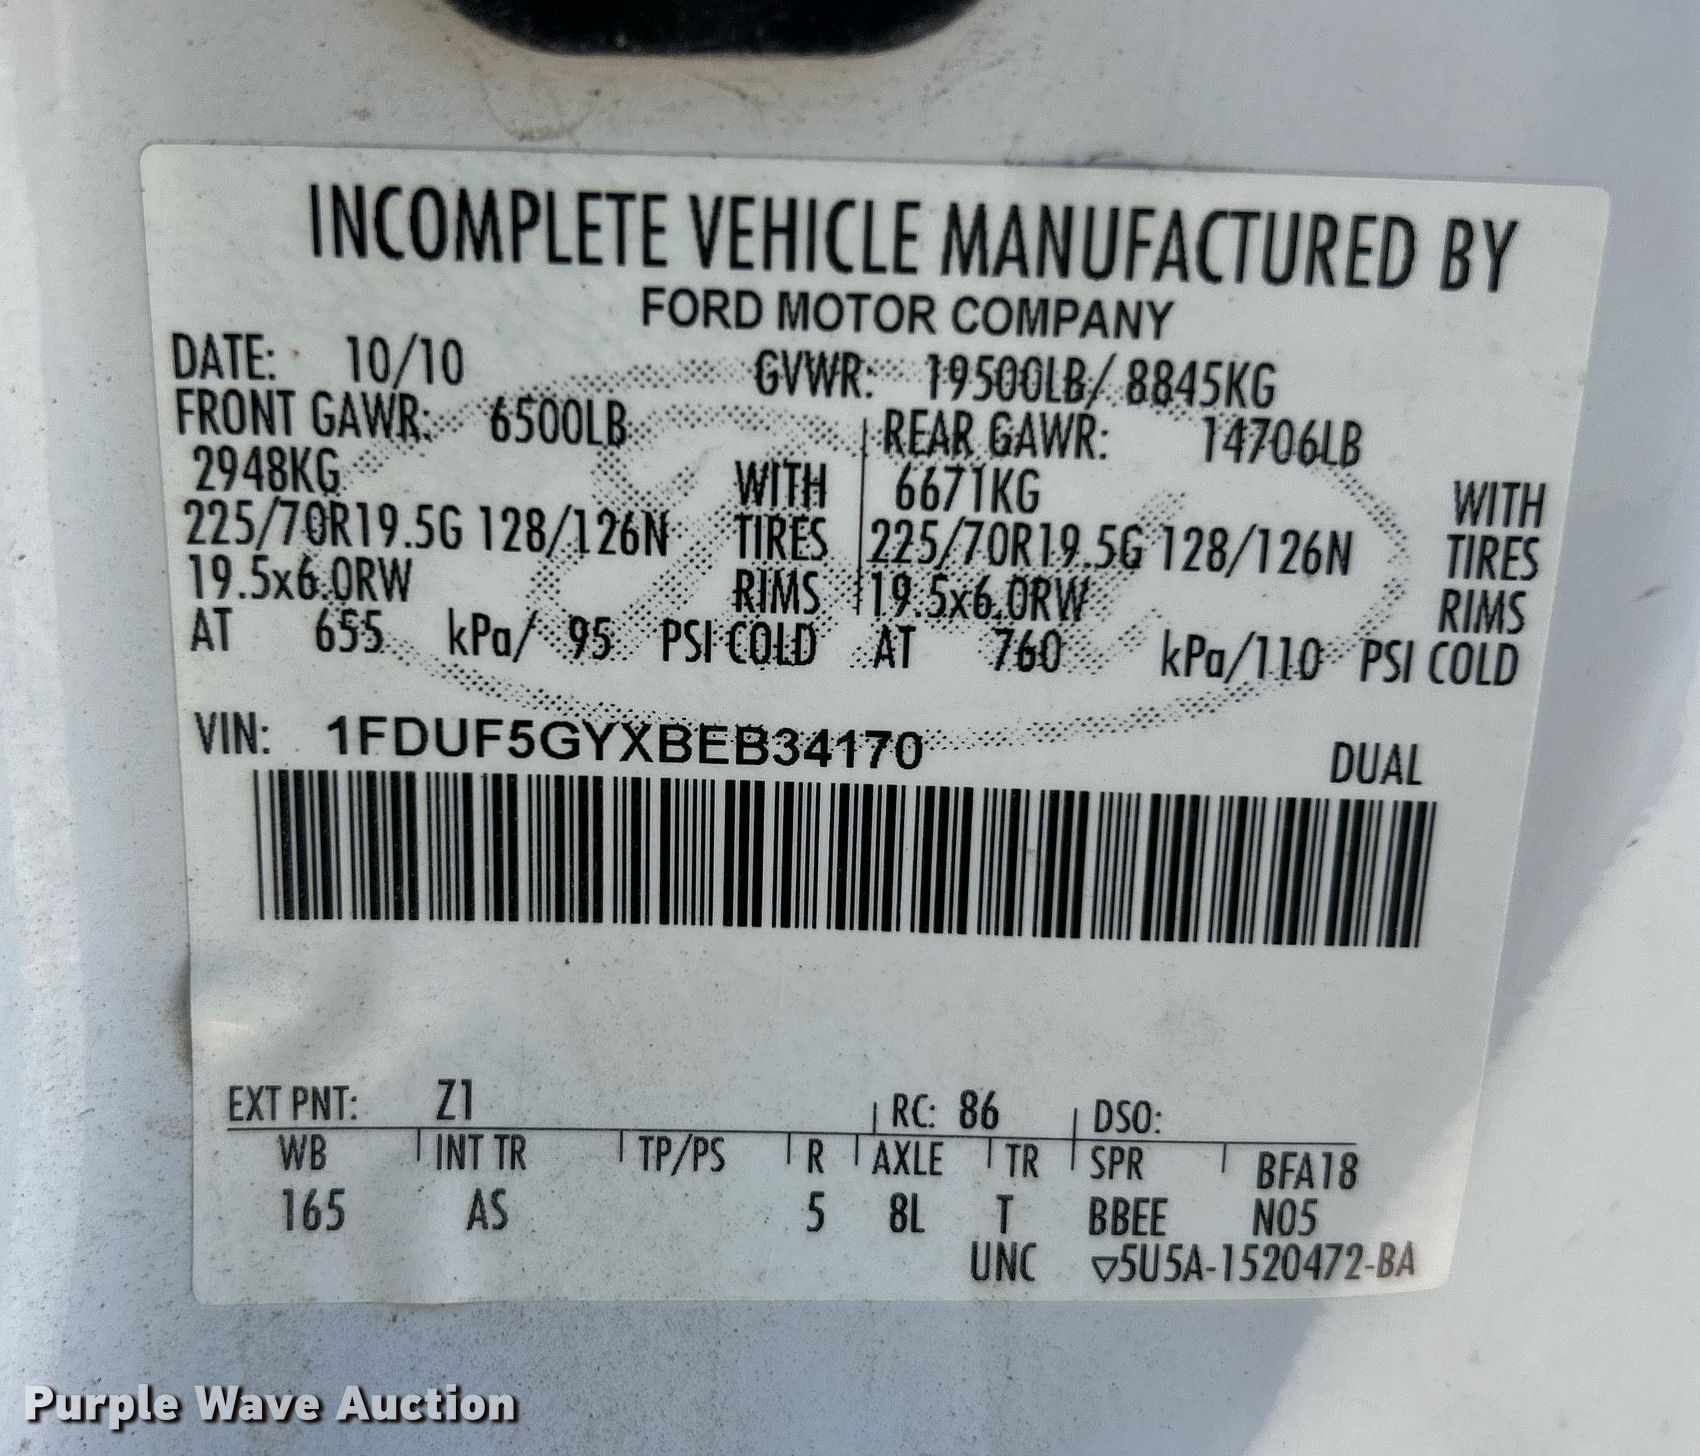 INCOMPLETE VEHICLE MANUFACTURED BY
FORD MOTOR COMPANY
DATE: 10/10 GVWR: 19500LB/ 8845KG
FRONT GAWR: 6500LB REAR GAWR: 14706LB
2948KG WITH 6671KG WITH
225/70R19.5G 128/126N TIRES 225/70R19.5G 128/126N TIRES
19.5x6.0RW RIMS 19.5x6.0RW RIMS
AT 655 kPa/ 95 PSI COLD AT 760 kPa/110 PSI COLD
VIN: 1FDUF5GYXBEB34170 DUAL
EXT PNT: Z1 RC: 86 DSO:
WB INT TR TP/PS R AXLE TR SPR BFA18
165 AS 5 8L T BBEE N05
UNC ▽5U5A-1520472-BA
Purple Wave Auction